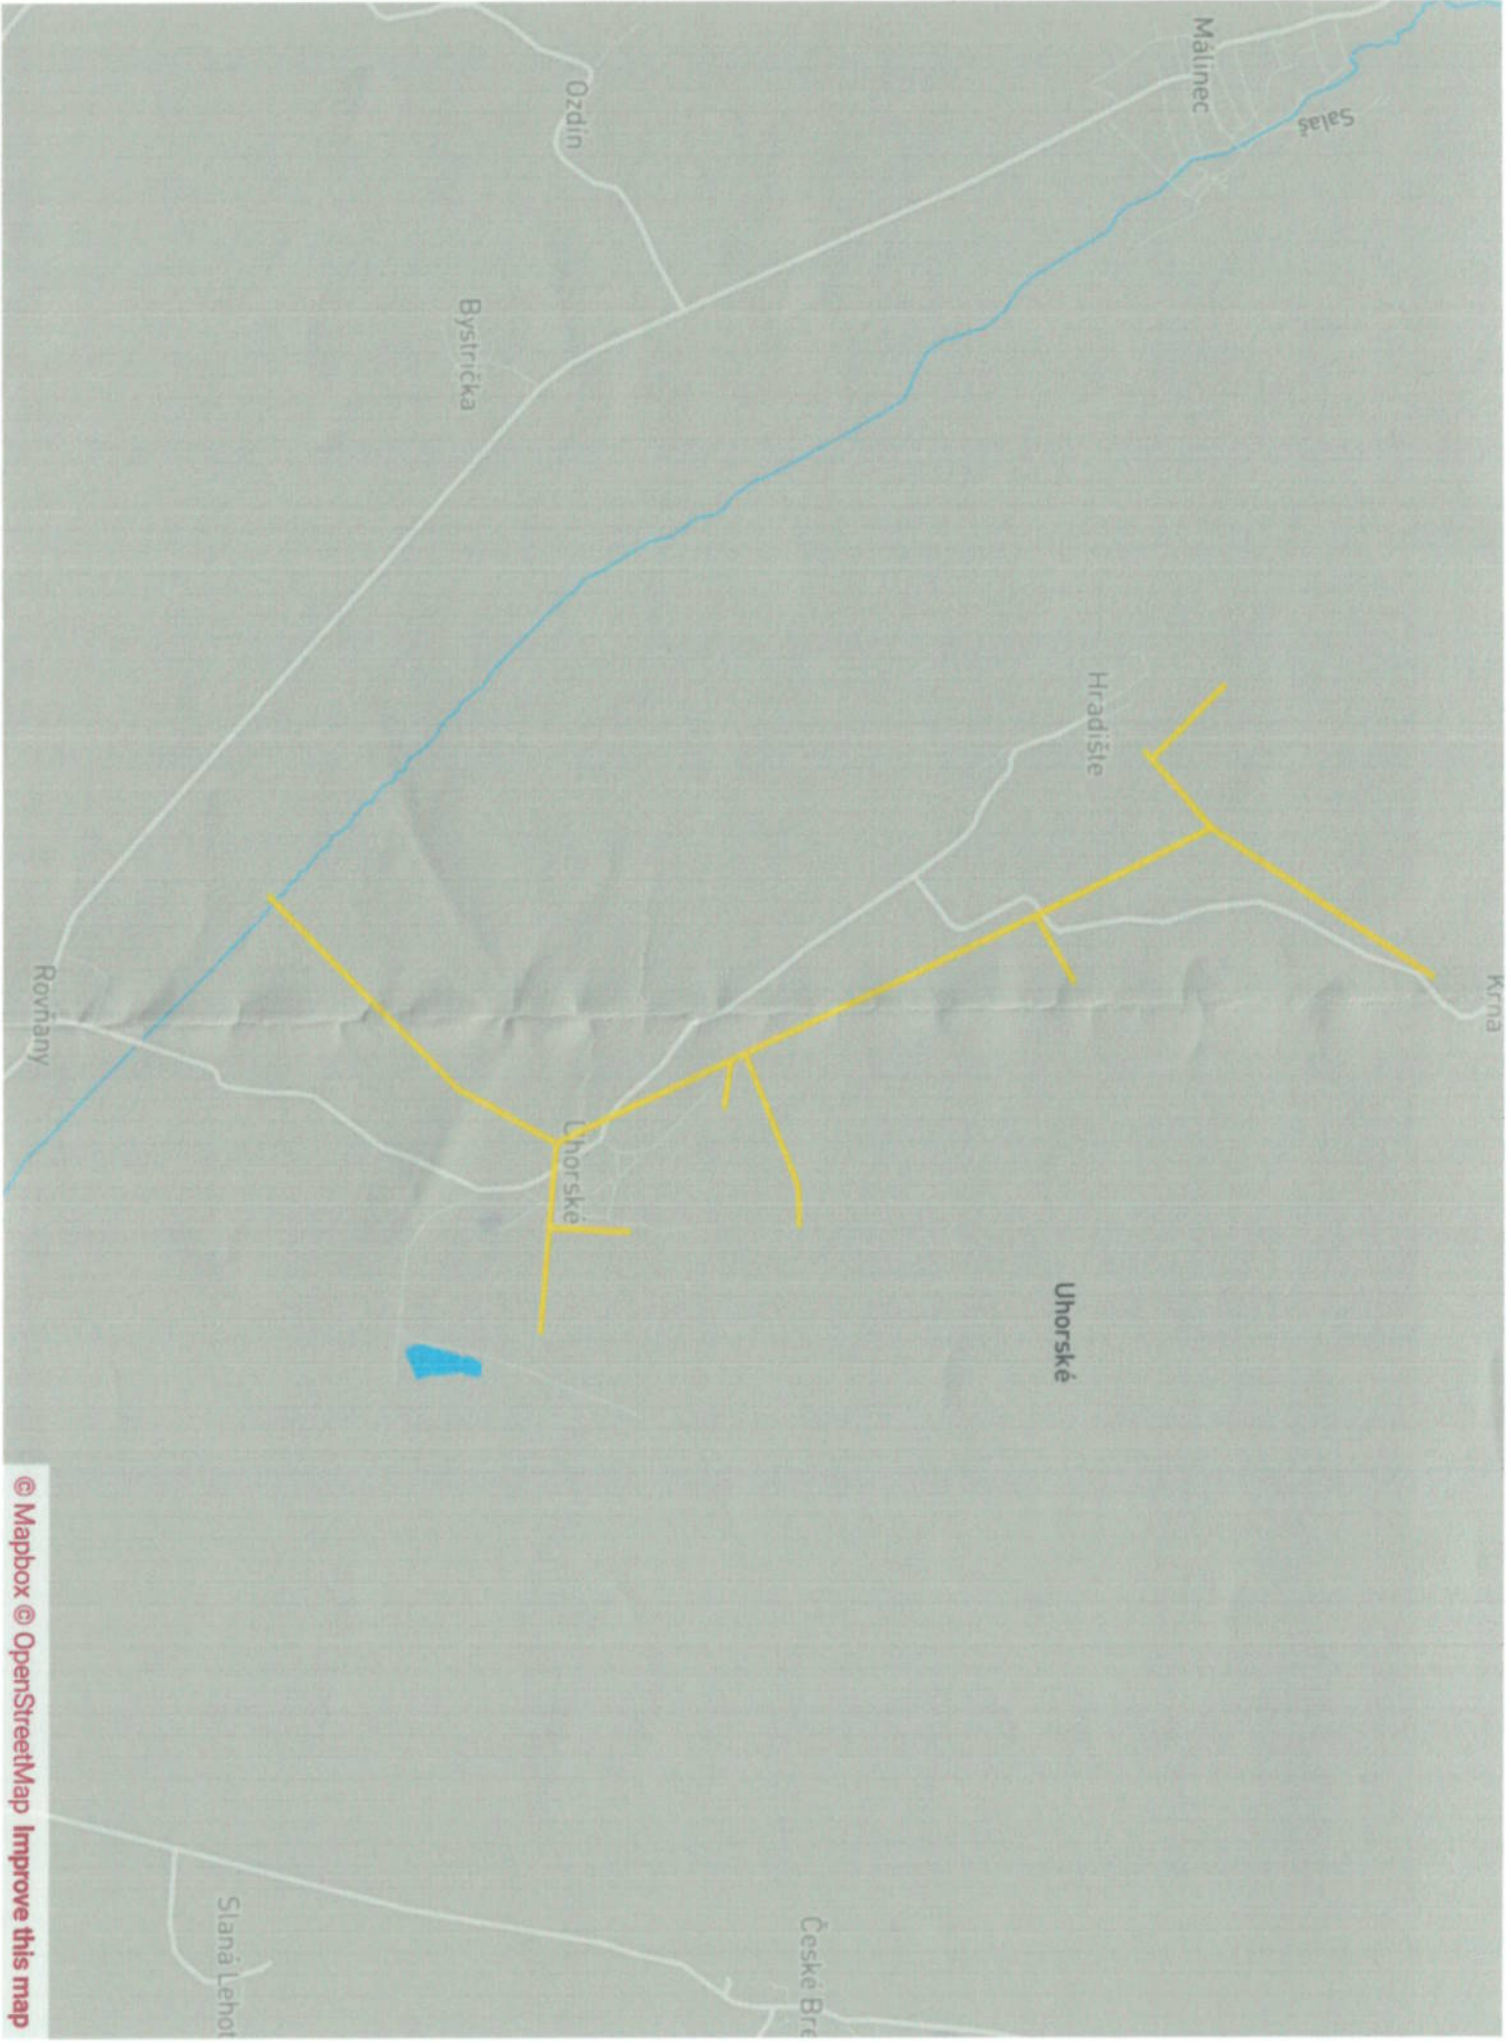 Krná
Málinec
Salaš
Hradište
Uhorské
České Bre
Ozdín
Uhorské
Bystrička
Slaná Lehot
Rovňany
© Mapbox © OpenStreetMap Improve this map